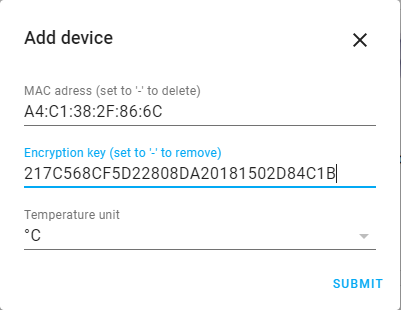 Add device
MAC adress (set to '-' to delete)
A4:C1:38:2F:86:6C
Encryption key (set to '-' to remove)
217C568CF5D22808DA20181502D84C1B
Temperature unit
°C
SUBMIT